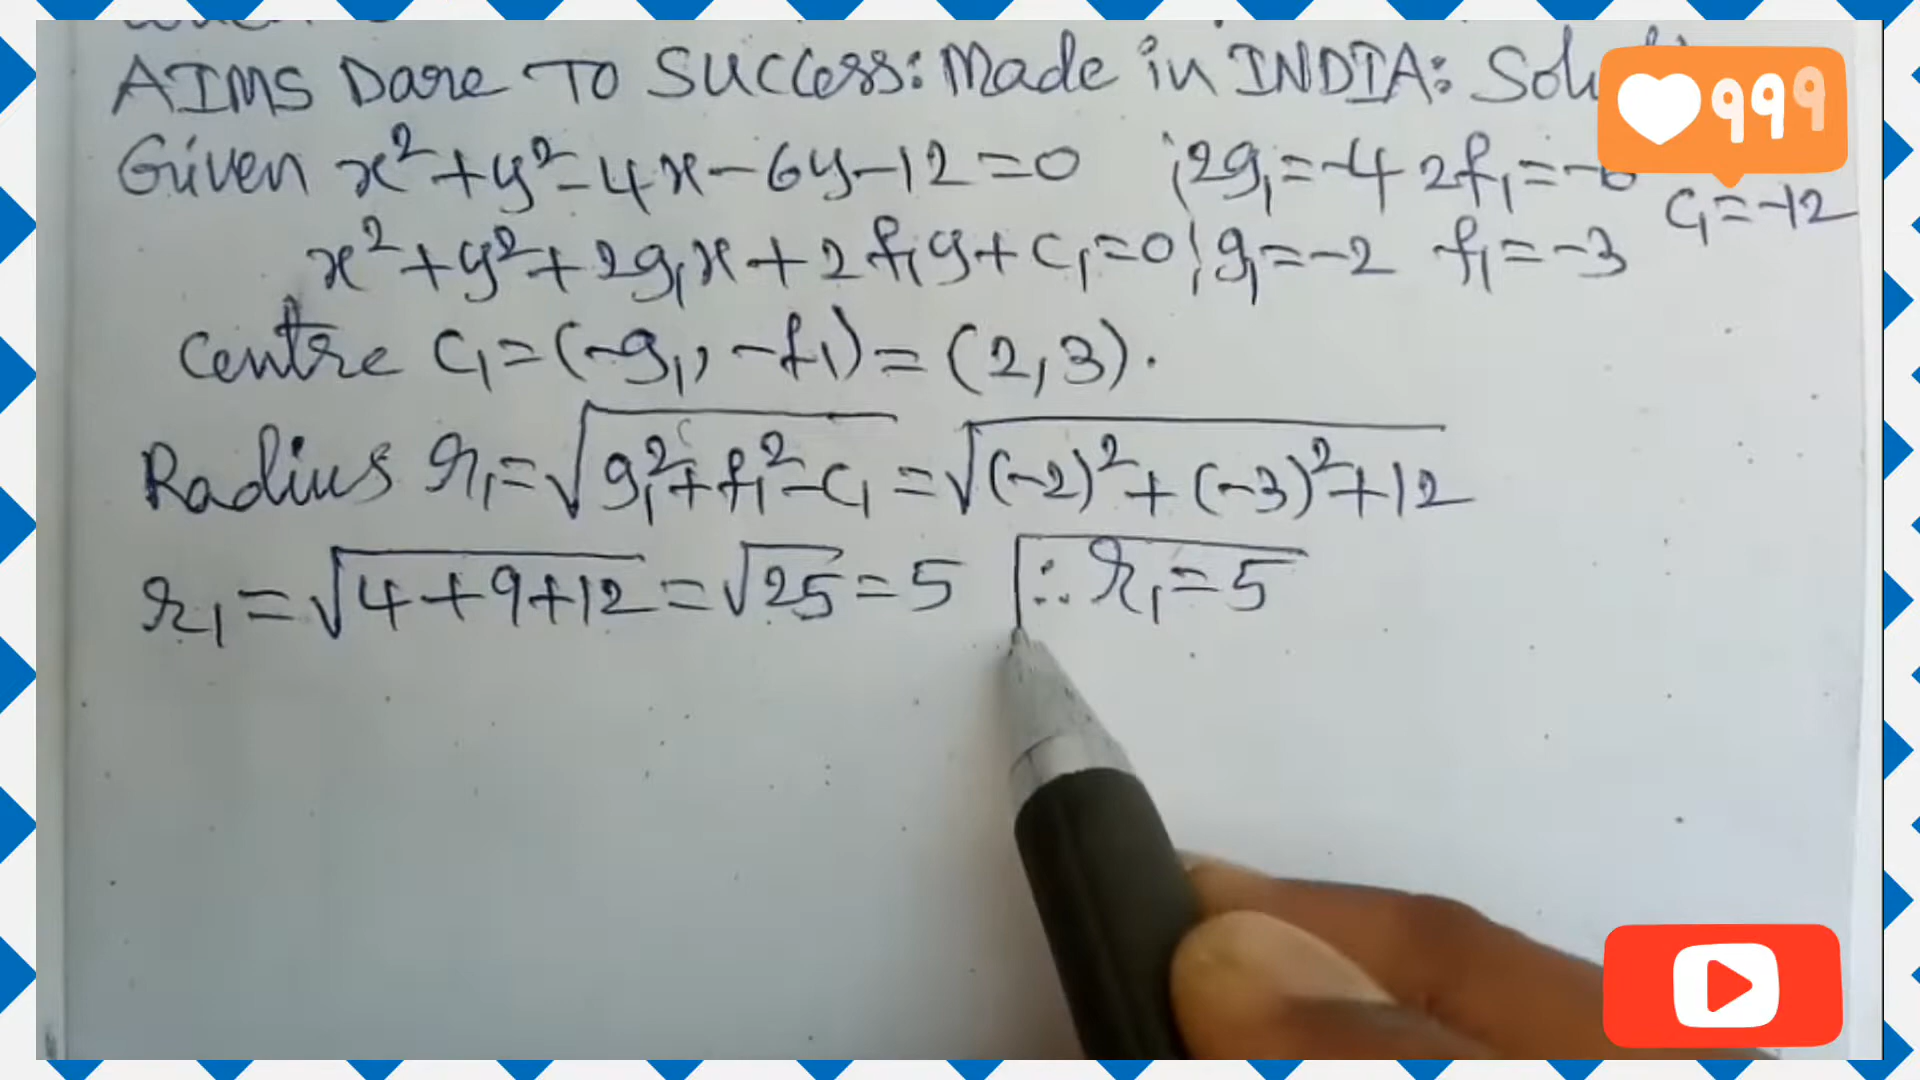 AIMS Dare To Success: Made in INDIA: Solu
999
Given x²+y²-4x-6y-12=0 ; 2g₁=-4 2f₁=-6 c₁=-12
x²+y²+2g₁x+2f₁y+c₁=0 ; g₁=-2 f₁=-3
Centre C₁=(-g₁, -f₁)=(2,3).
Radius r₁=√g₁²+f₁²-c₁=√(-2)²+(-3)²+12
r₁=√4+9+12=√25=5 ∴r₁=5